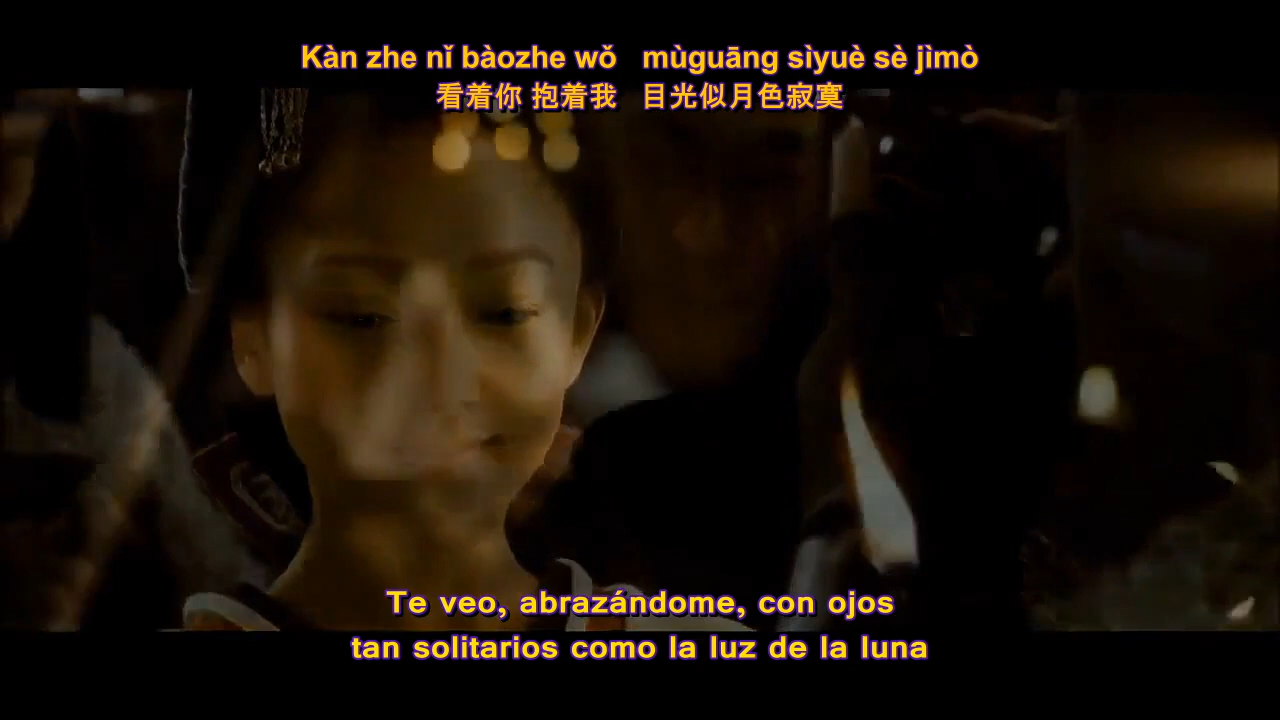 Kàn zhe nǐ bàozhe wǒ   mùguāng sìyuè sè jìmò
看着你 抱着我   目光似月色寂寞
Te veo, abrazándome, con ojos
tan solitarios como la luz de la luna